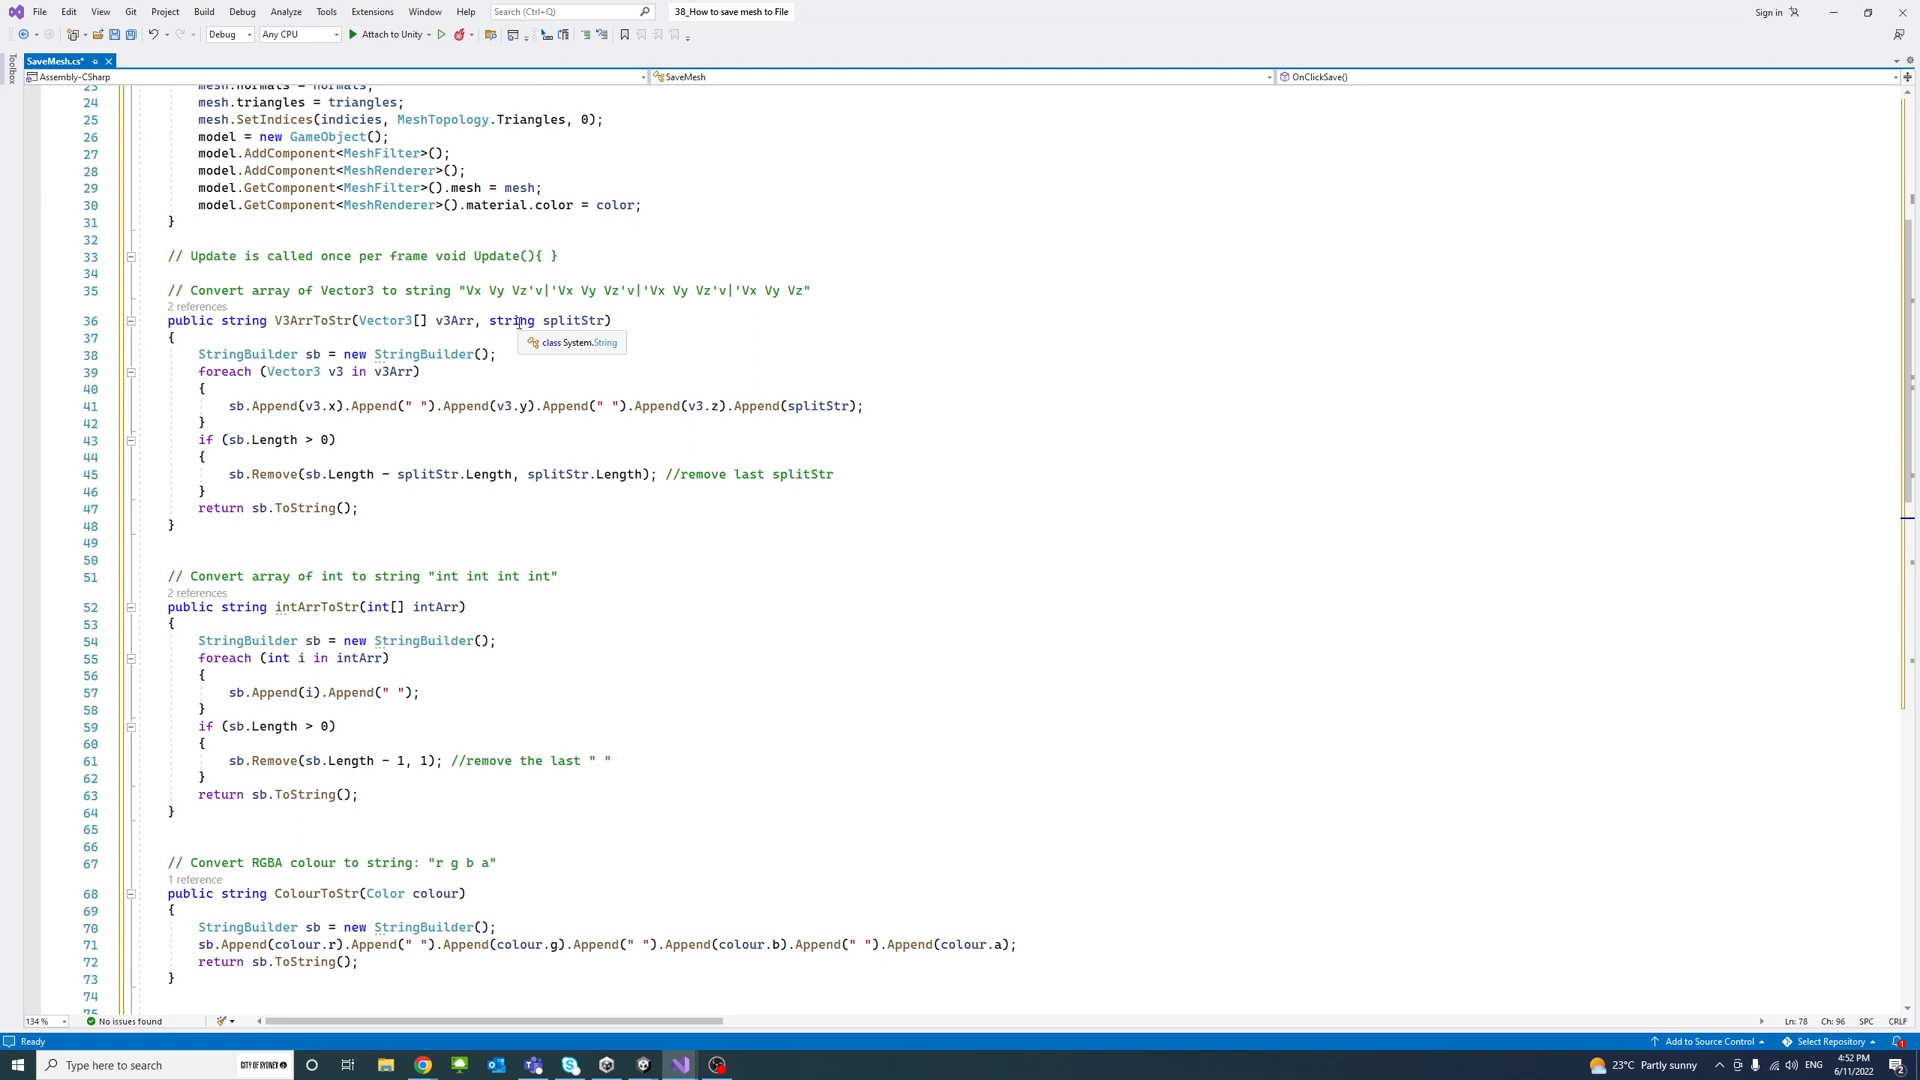 File Edit View Git Project Build Debug Analyze Tools Extensions Window Help Search (Ctrl+Q) 38_How to save mesh to File Sign in
Debug Any CPU Attach to Unity
SaveMesh.cs*
Toolbox
Assembly-CSharp SaveMesh OnClickSave()
23 mesh.normals = normals;
24 mesh.triangles = triangles;
25 mesh.SetIndices(indicies, MeshTopology.Triangles, 0);
26 model = new GameObject();
27 model.AddComponent<MeshFilter>();
28 model.AddComponent<MeshRenderer>();
29 model.GetComponent<MeshFilter>().mesh = mesh;
30 model.GetComponent<MeshRenderer>().material.color = color;
31 }
32
33 // Update is called once per frame void Update(){ }
34
35 // Convert array of Vector3 to string "Vx Vy Vz'v|'Vx Vy Vz'v|'Vx Vy Vz'v|'Vx Vy Vz"
2 references
36 public string V3ArrToStr(Vector3[] v3Arr, string splitStr)
37 {
class System.String
38 StringBuilder sb = new StringBuilder();
39 foreach (Vector3 v3 in v3Arr)
40 {
41 sb.Append(v3.x).Append(" ").Append(v3.y).Append(" ").Append(v3.z).Append(splitStr);
42 }
43 if (sb.Length > 0)
44 {
45 sb.Remove(sb.Length - splitStr.Length, splitStr.Length); //remove last splitStr
46 }
47 return sb.ToString();
48 }
49
50
51 // Convert array of int to string "int int int int"
2 references
52 public string intArrToStr(int[] intArr)
53 {
54 StringBuilder sb = new StringBuilder();
55 foreach (int i in intArr)
56 {
57 sb.Append(i).Append(" ");
58 }
59 if (sb.Length > 0)
60 {
61 sb.Remove(sb.Length - 1, 1); //remove the last " "
62 }
63 return sb.ToString();
64 }
65
66
67 // Convert RGBA colour to string: "r g b a"
1 reference
68 public string ColourToStr(Color colour)
69 {
70 StringBuilder sb = new StringBuilder();
71 sb.Append(colour.r).Append(" ").Append(colour.g).Append(" ").Append(colour.b).Append(" ").Append(colour.a);
72 return sb.ToString();
73 }
74
75
134 % No issues found Ln: 78 Ch: 96 SPC CRLF
Ready Add to Source Control Select Repository 1
Type here to search CITY OF SYDNEY 23°C Partly sunny ENG 4:52 PM
6/11/2022 2